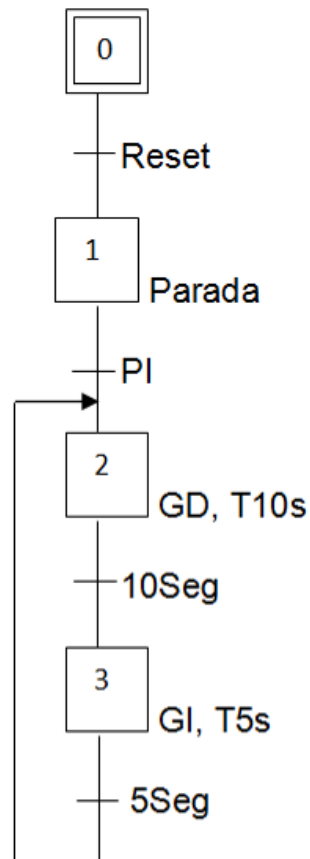 0
Reset
1
Parada
PI
2
GD, T10s
10Seg
3
GI, T5s
5Seg